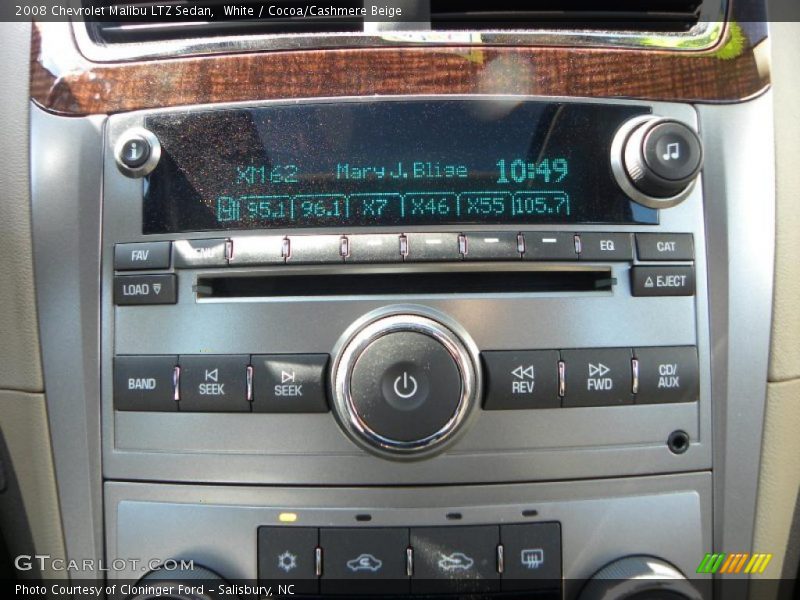 2008 Chevrolet Malibu LTZ Sedan,  White / Cocoa/Cashmere Beige
i
XM62 Mary J. Blige 10:49
95.1 96.1 X7 X46 X55 105.7
FAV EQ CAT
LOAD EJECT
BAND SEEK SEEK REV FWD CD/
AUX
GTCARLOT.COM
Photo Courtesy of Cloninger Ford - Salisbury, NC